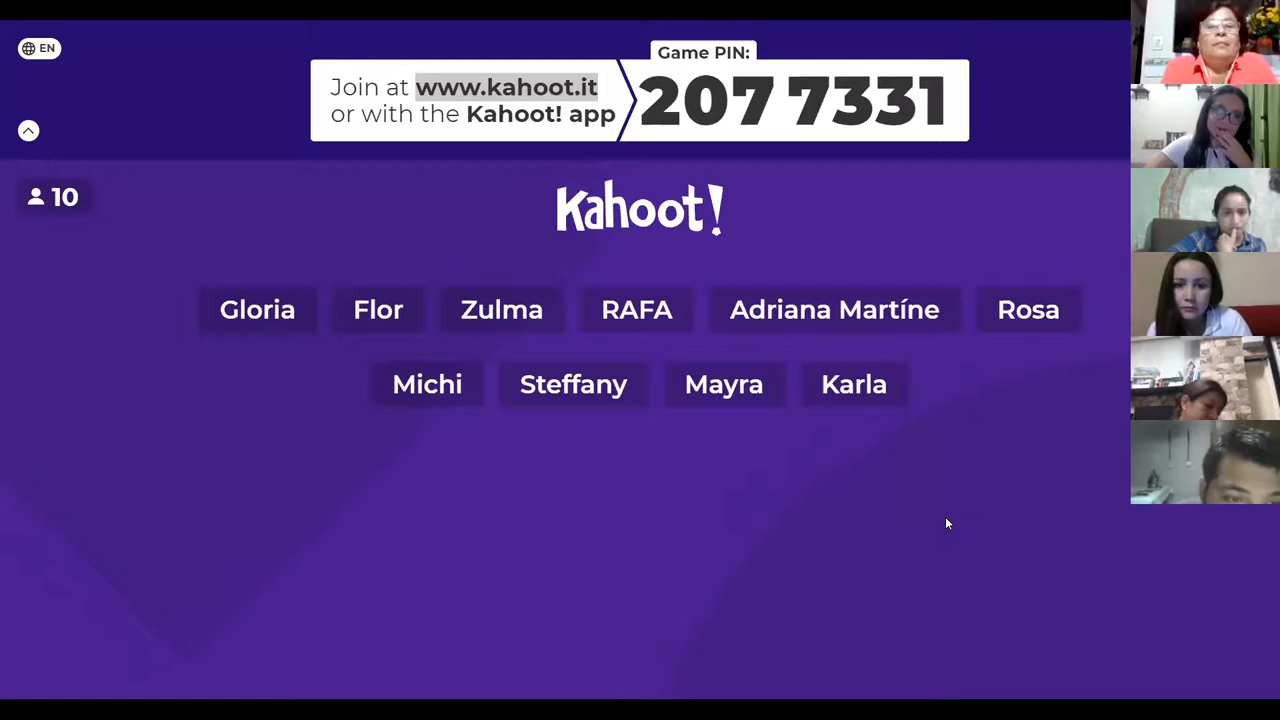 EN
Game PIN:
Join at www.kahoot.it
or with the Kahoot! app
207 7331
10
Kahoot!
Gloria Flor Zulma RAFA Adriana Martíne Rosa
Michi Steffany Mayra Karla